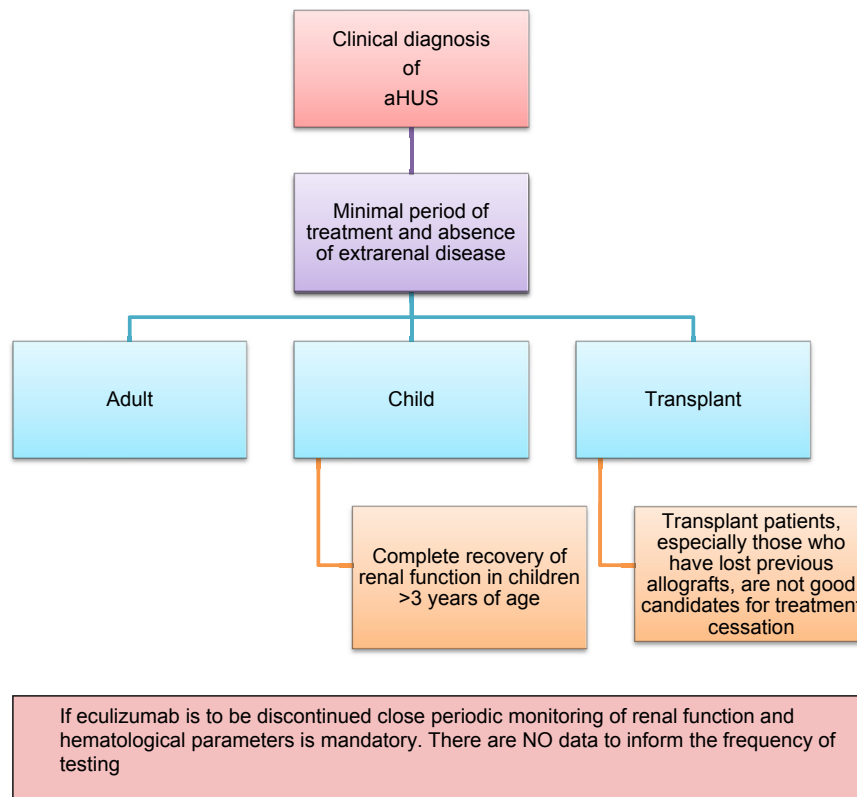 Clinical diagnosis
of
aHUS
Minimal period of
treatment and absence
of extrarenal disease
Adult
Child
Transplant
Complete recovery of
renal function in children
>3 years of age
Transplant patients,
especially those who
have lost previous
allografts, are not good
candidates for treatment
cessation
If eculizumab is to be discontinued close periodic monitoring of renal function and
hematological parameters is mandatory. There are NO data to inform the frequency of
testing